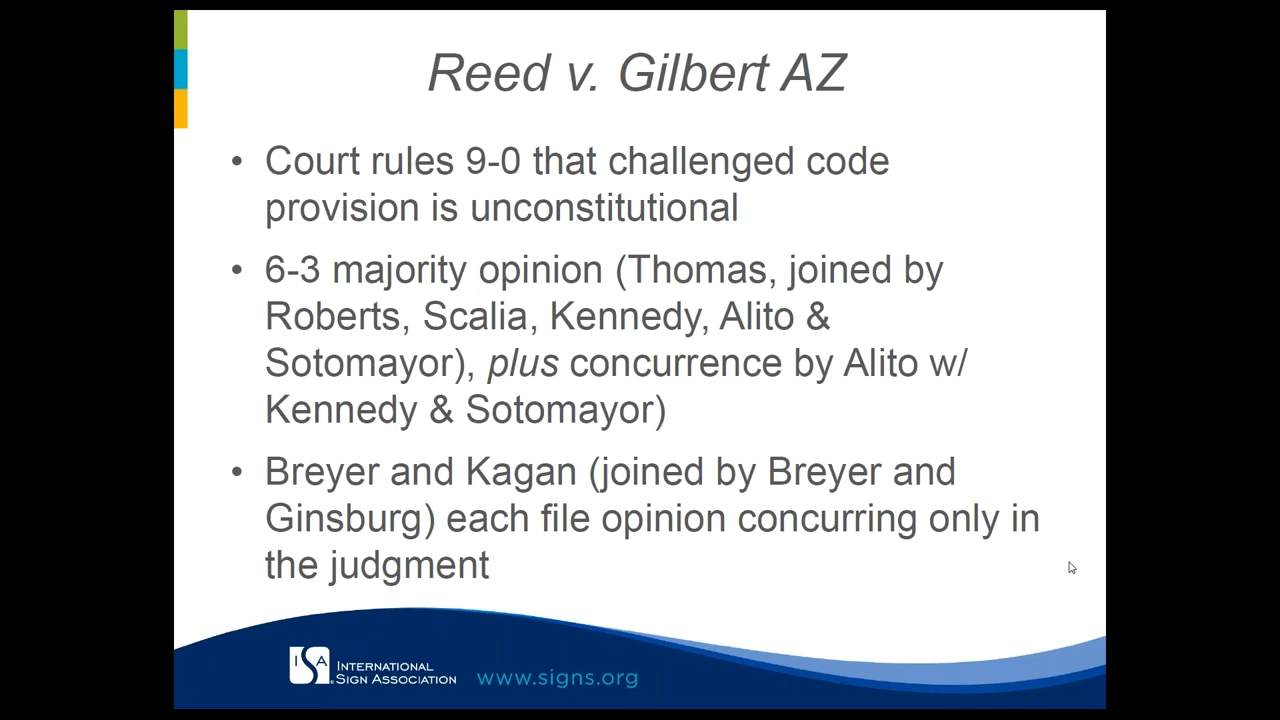 Reed v. Gilbert AZ
• Court rules 9-0 that challenged code
provision is unconstitutional
• 6-3 majority opinion (Thomas, joined by
Roberts, Scalia, Kennedy, Alito &
Sotomayor), plus concurrence by Alito w/
Kennedy & Sotomayor)
• Breyer and Kagan (joined by Breyer and
Ginsburg) each file opinion concurring only in
the judgment
ISA
INTERNATIONAL
SIGN ASSOCIATION
www.signs.org